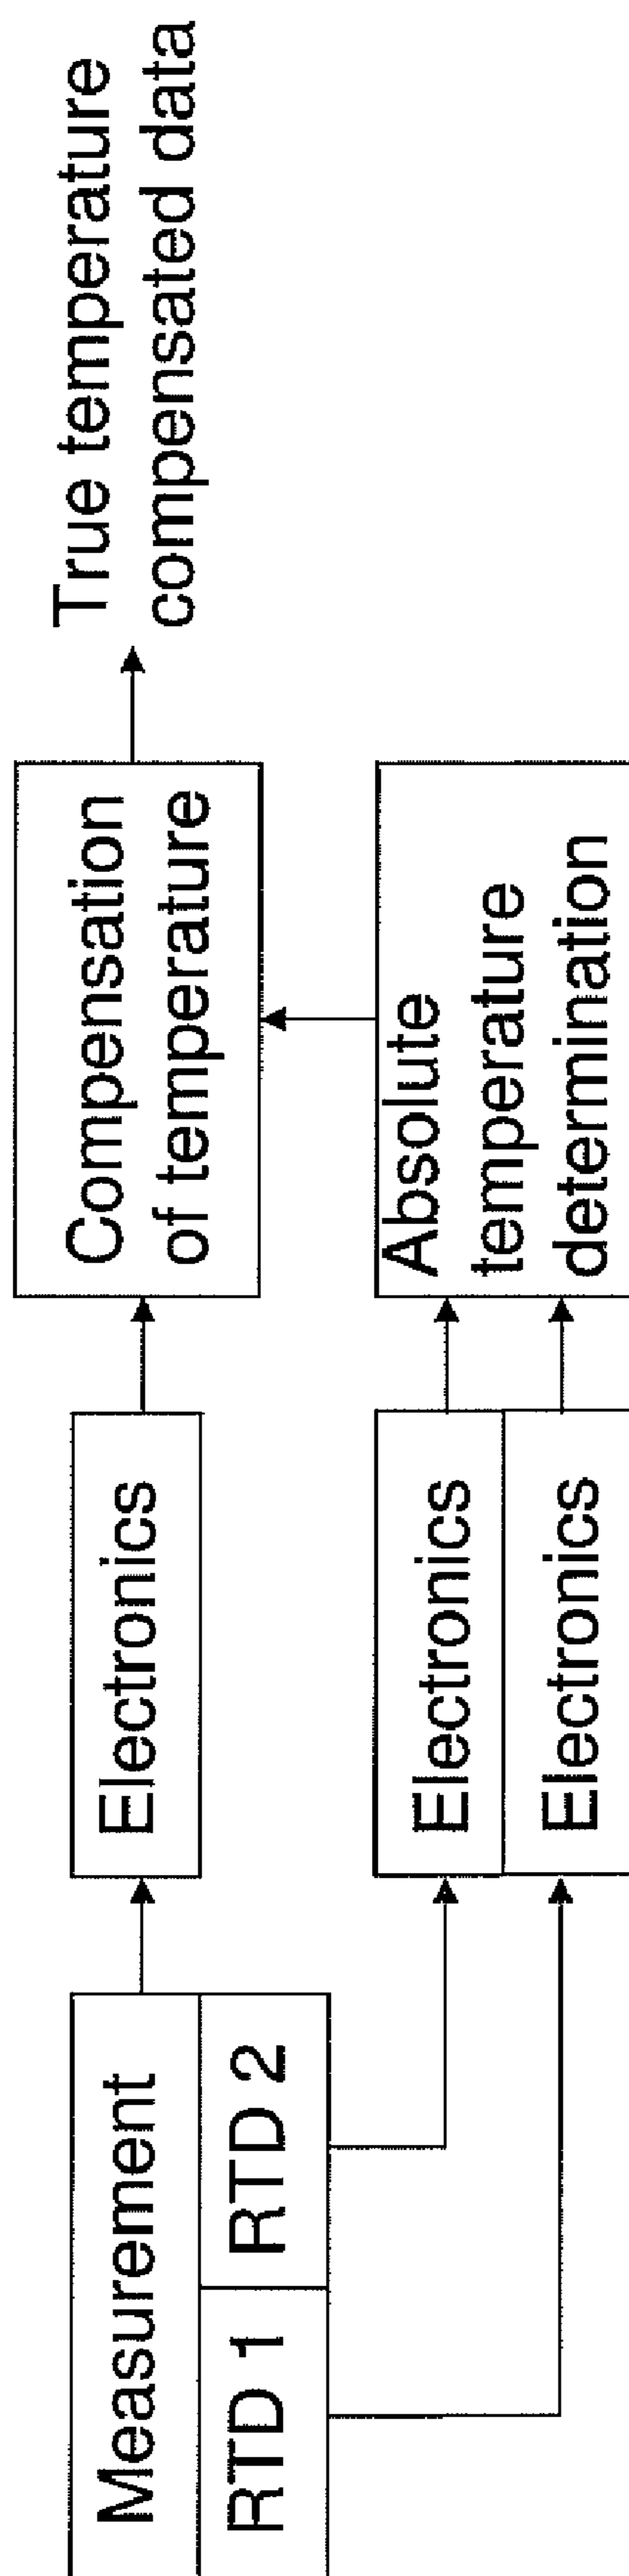 Measurement
RTD 1
RTD 2
Electronics
Electronics
Electronics
Compensation
of temperature
Absolute
temperature
determination
True temperature
compensated data